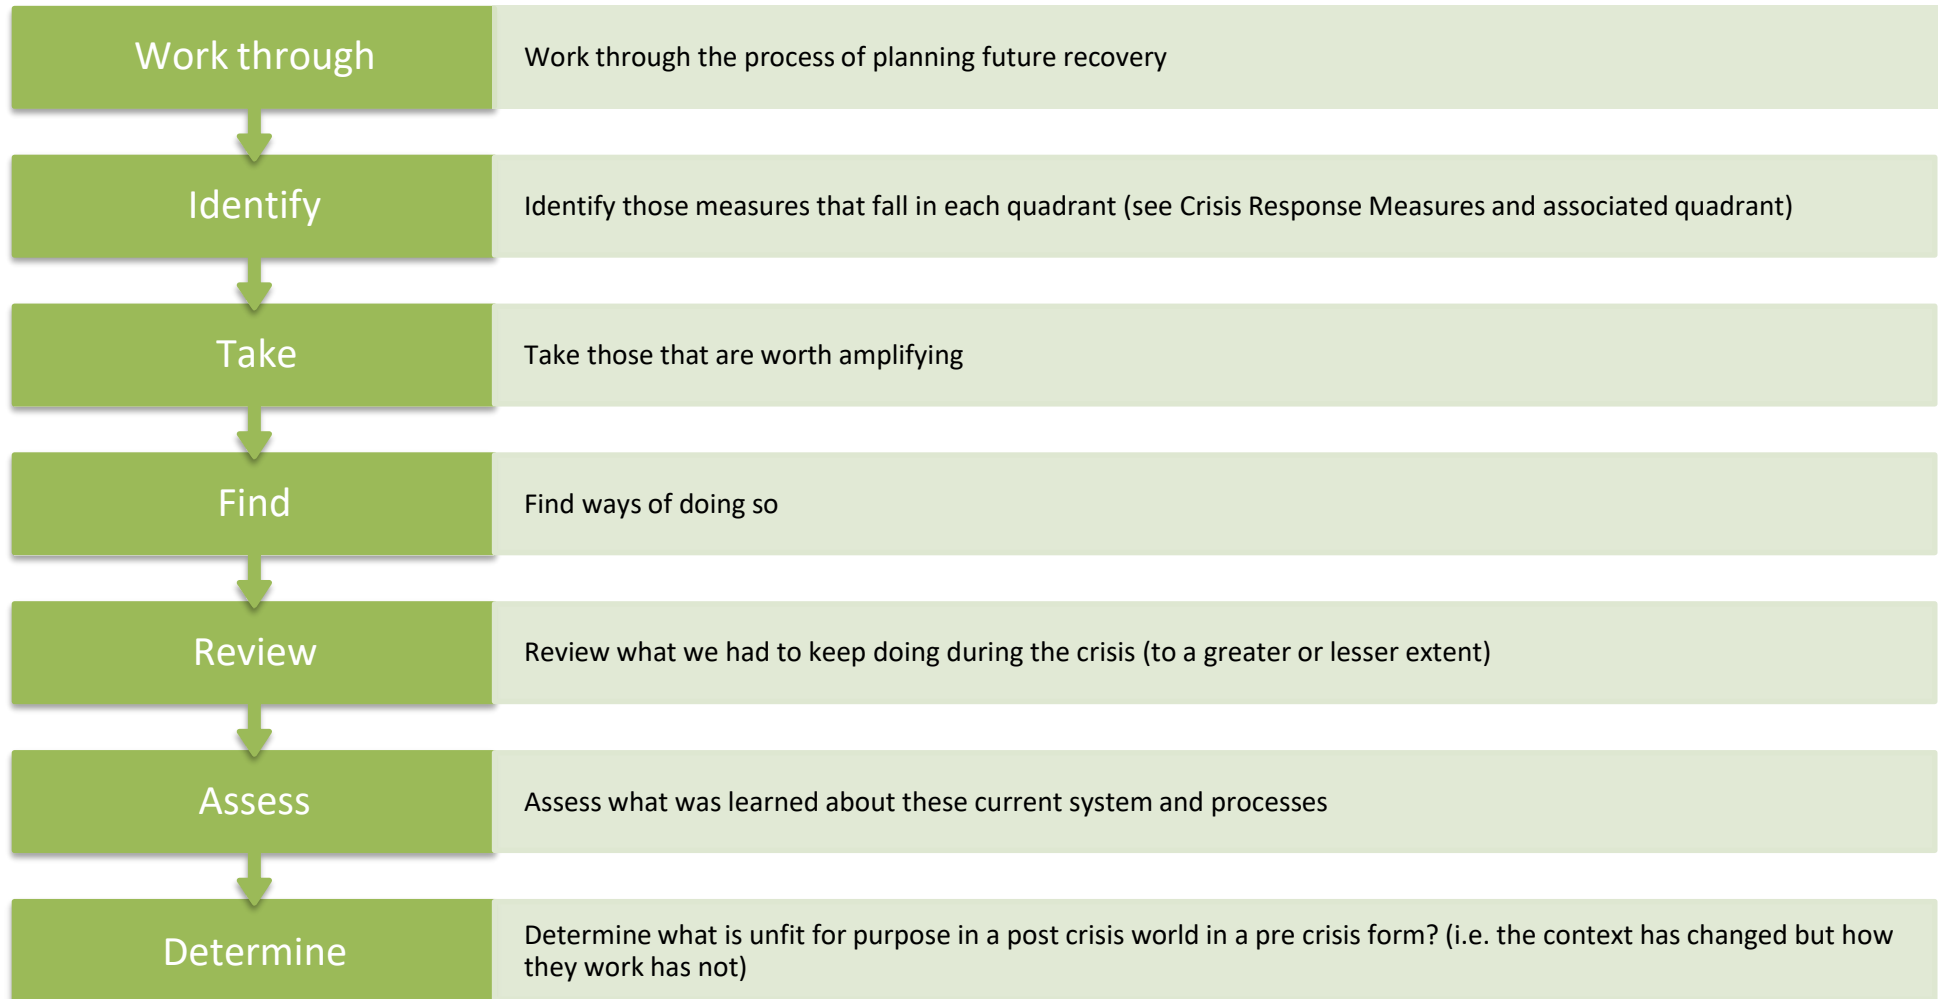 Work through
Work through the process of planning future recovery
Identify
Identify those measures that fall in each quadrant (see Crisis Response Measures and associated quadrant)
Take
Take those that are worth amplifying
Find
Find ways of doing so
Review
Review what we had to keep doing during the crisis (to a greater or lesser extent)
Assess
Assess what was learned about these current system and processes
Determine
Determine what is unfit for purpose in a post crisis world in a pre crisis form? (i.e. the context has changed but how
they work has not)